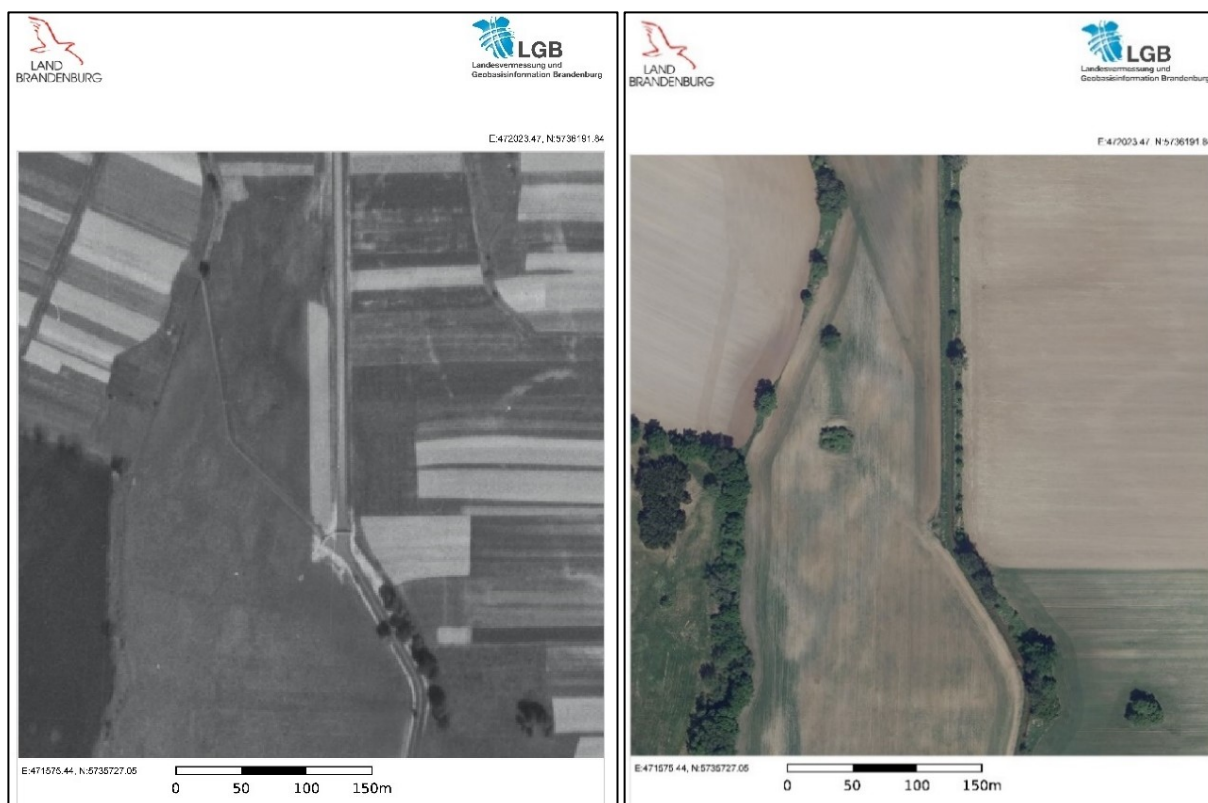 LAND
BRANDENBURG
LGB
Landesvermessung und
Geobasisinformation Brandenburg
E:472023.47, N:5736191.84
E:471575.44, N:5735727.05
0 50 100 150m
LAND
BRANDENBURG
LGB
Landesvermessung und
Geobasisinformation Brandenburg
E:472023.47, N:5736191.8
E:471575.44, N:5735727.05
0 50 100 150m